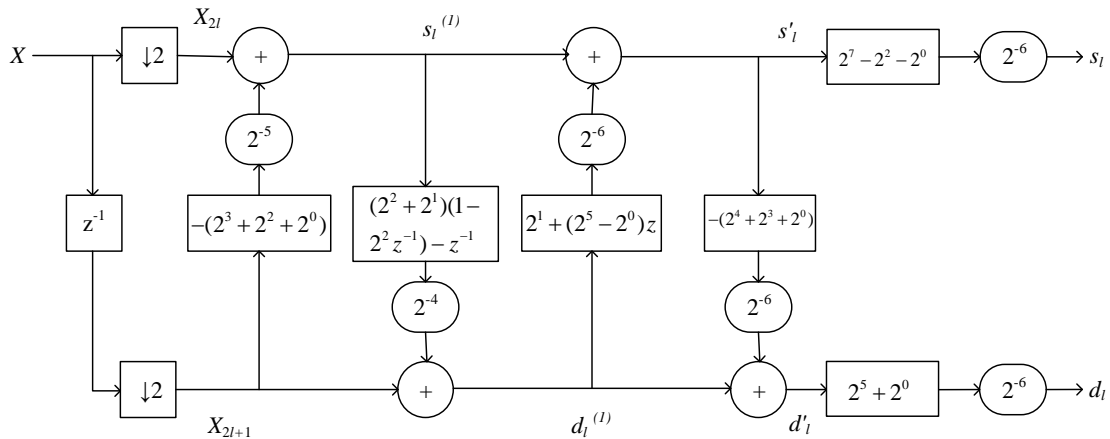 X
↓2
X_{2l}
+
s_l^{(1)}
+
s'_l
2^7 − 2^2 − 2^0
2^{-6}
s_l
2^{-5}
2^{-6}
z^{-1}
−(2^3 + 2^2 + 2^0)
(2^2 + 2^1)(1−
2^2 z^{-1}) − z^{-1}
2^1 + (2^5 − 2^0)z
−(2^4 + 2^3 + 2^0)
2^{-4}
2^{-6}
↓2
X_{2l+1}
+
d_l^{(1)}
+
d'_l
2^5 + 2^0
2^{-6}
d_l